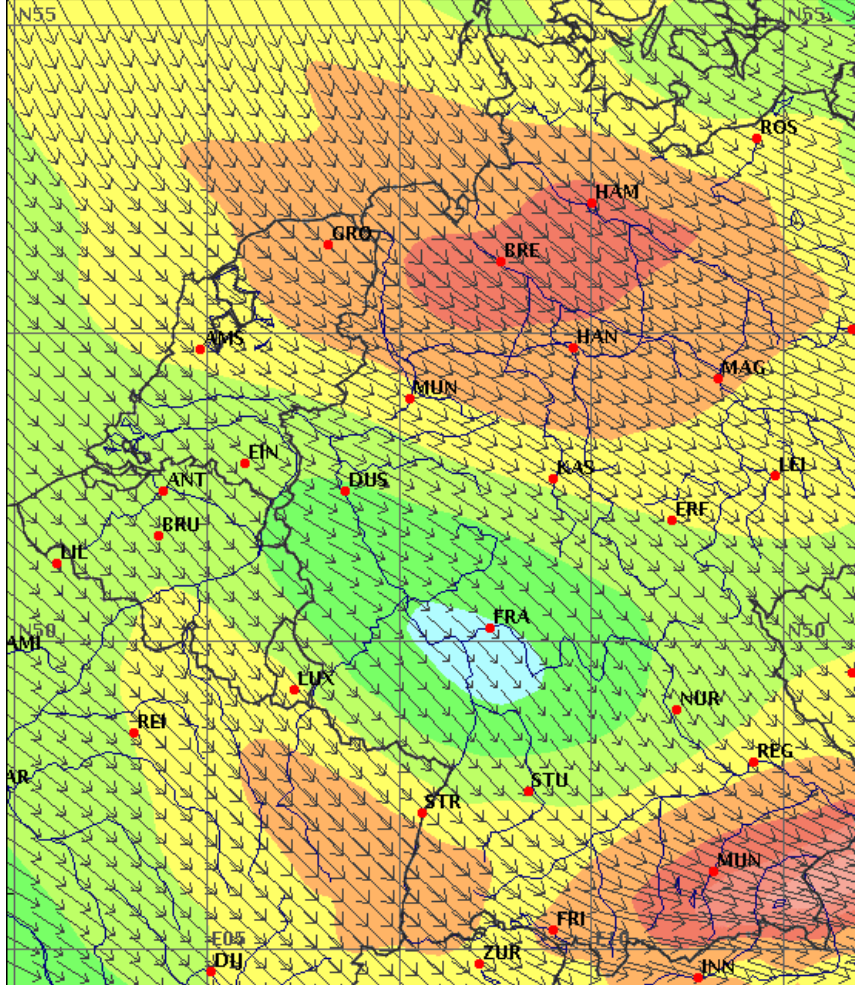 N55 N55
ROS
HAM
GRO
BRE
AMS
HAN
MAG
MUN
EIN
KAS
LEI
ANT
DUS
ERF
BRU
LIL
FRA
N50 N50
AMI
LUX
NUR
REI
REG
AR
STU
STR
MUN
FRI
E05 E10
ZUR
DIJ
INN